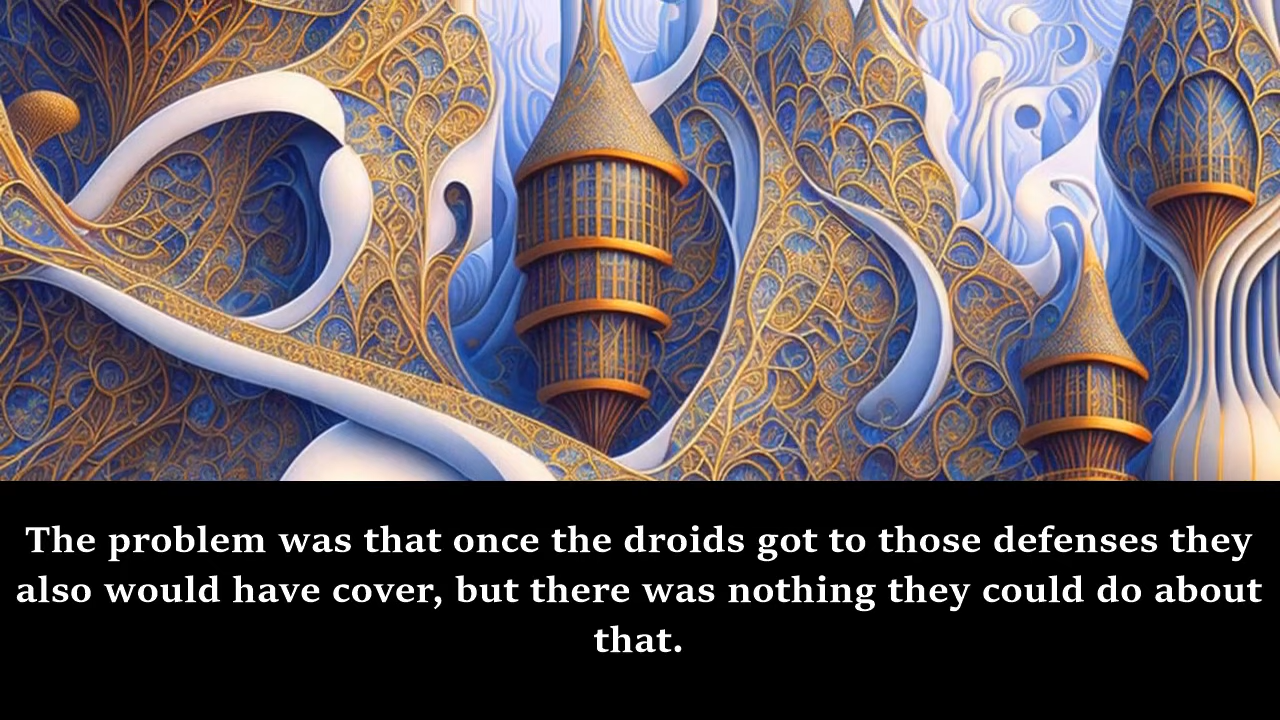 The problem was that once the droids got to those defenses they
also would have cover, but there was nothing they could do about
that.